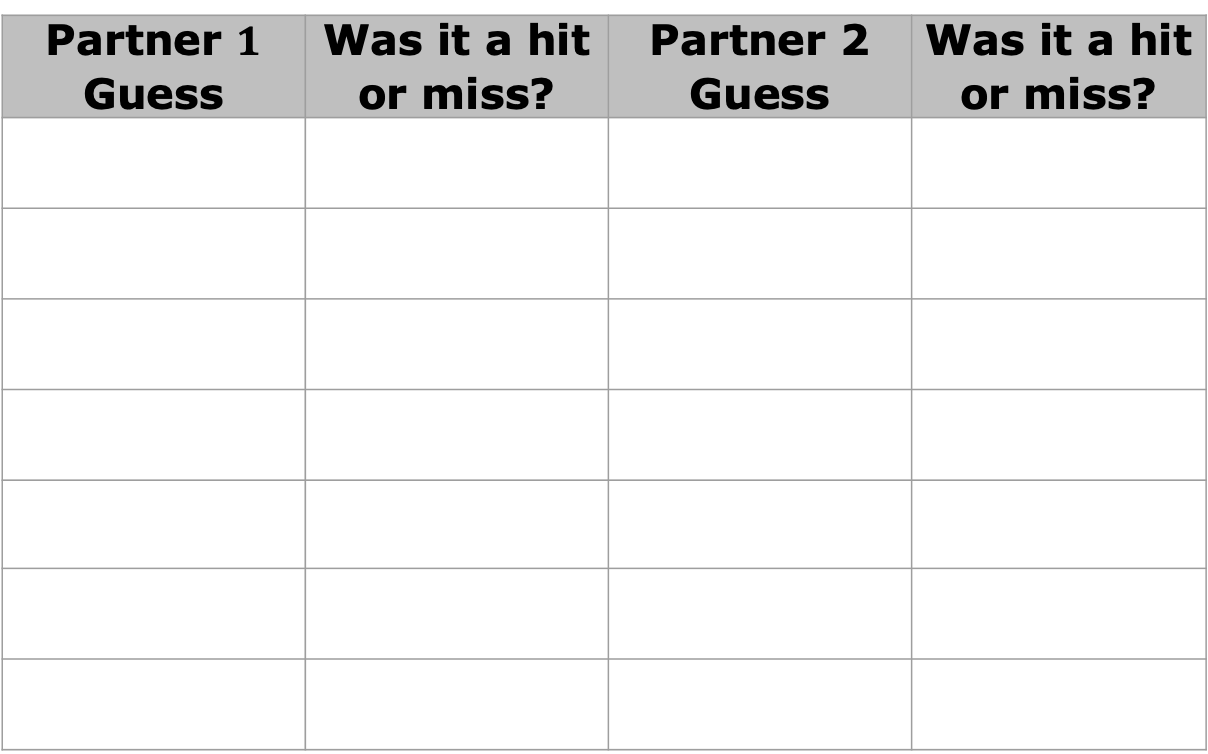 Partner 1
Guess
Was it a hit
or miss?
Partner 2
Guess
Was it a hit
or miss?